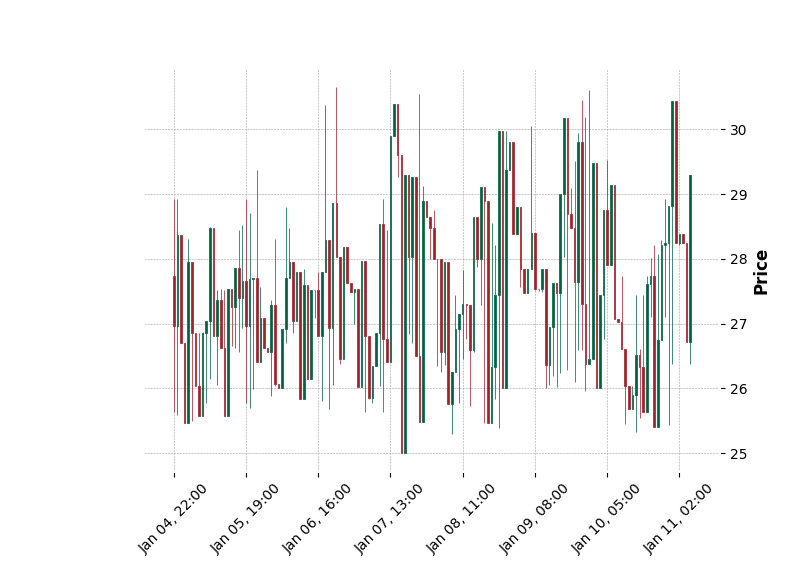 30
29
28
27
26
25
Price
Jan 04, 22:00
Jan 05, 19:00
Jan 06, 16:00
Jan 07, 13:00
Jan 08, 11:00
Jan 09, 08:00
Jan 10, 05:00
Jan 11, 02:00